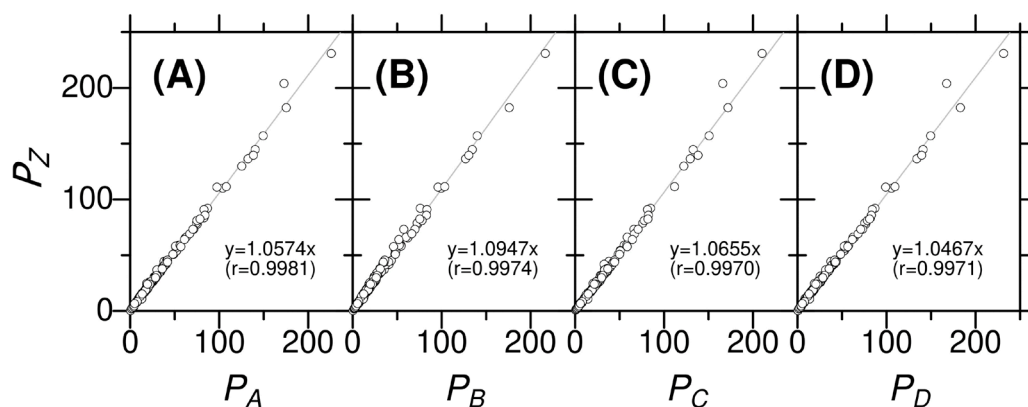 (A) (B) (C) (D)
P_Z
200
100
0
y=1.0574x
(r=0.9981)
y=1.0947x
(r=0.9974)
y=1.0655x
(r=0.9970)
y=1.0467x
(r=0.9971)
0 100 200 0 100 200 0 100 200 0 100 200
P_A P_B P_C P_D